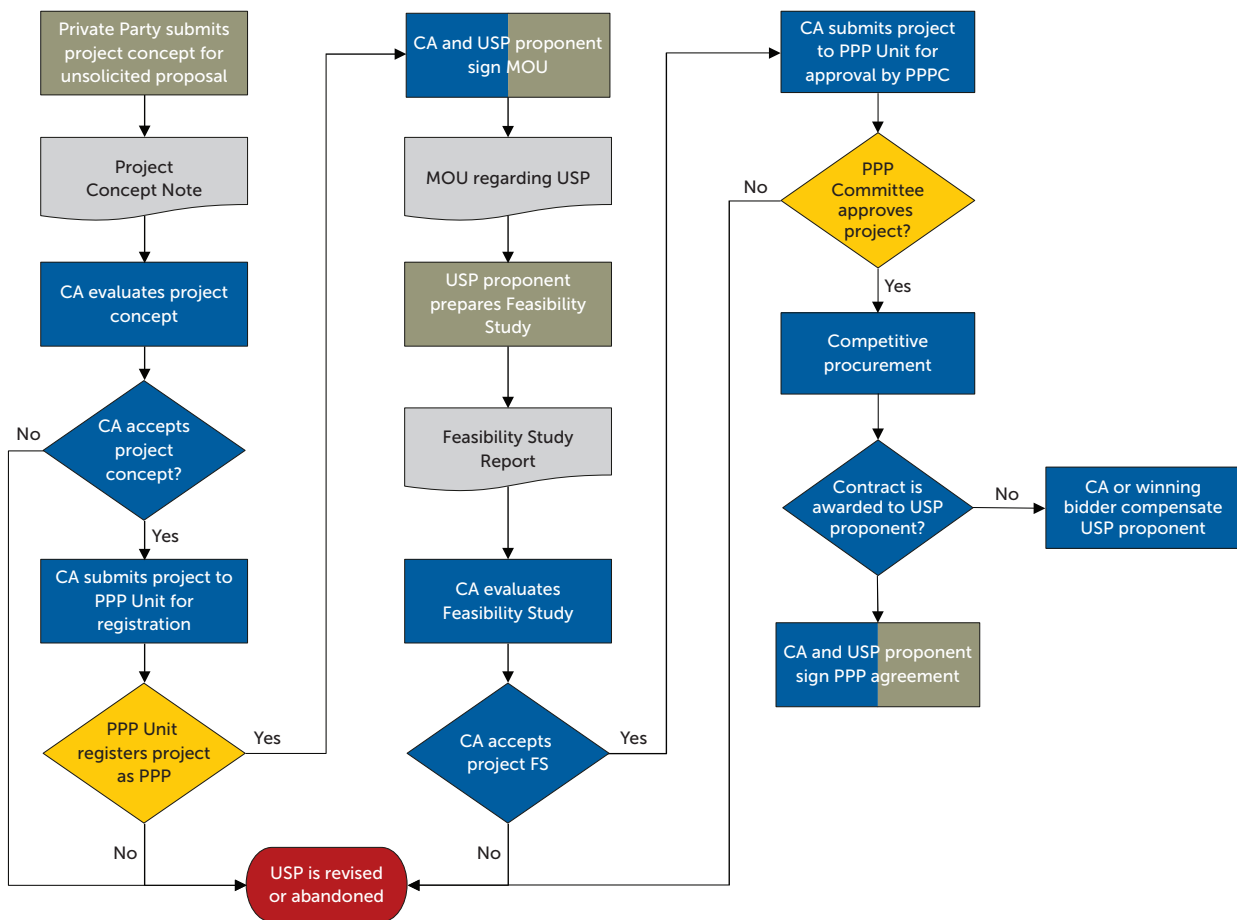 Private Party submits
project concept for
unsolicited proposal
Project
Concept Note
CA evaluates project
concept
CA accepts
project
concept?
No
Yes
CA submits project to
PPP Unit for
registration
PPP Unit
registers project
as PPP
Yes
No
CA and USP proponent
sign MOU
MOU regarding USP
USP proponent
prepares Feasibility
Study
Feasibility Study
Report
CA evaluates
Feasibility Study
CA accepts
project FS
Yes
No
USP is revised
or abandoned
CA submits project
to PPP Unit for
approval by PPPC
PPP
Committee
approves
project?
No
Yes
Competitive
procurement
Contract is
awarded to USP
proponent?
No
CA or winning
bidder compensate
USP proponent
CA and USP proponent
sign PPP agreement